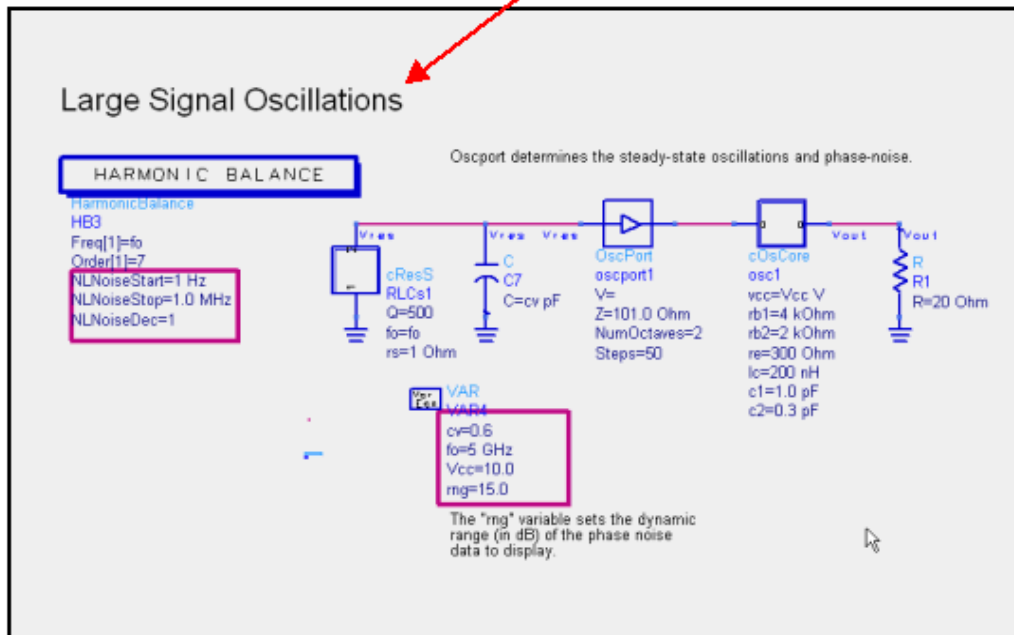 Large Signal Oscillations
HARMONIC BALANCE
HarmonicBalance
HB3
Freq[1]=fo
Order[1]=7
NLNoiseStart=1 Hz
NLNoiseStop=1.0 MHz
NLNoiseDec=1
Oscport determines the steady-state oscillations and phase-noise.
Vres
Vres
Vres
Vout
Vout
cResS
RLCs1
Q=500
fo=fo
rs=1 Ohm
C
C7
C=cv pF
OscPort
oscport1
V=
Z=101.0 Ohm
NumOctaves=2
Steps=50
cOsCore
osc1
vcc=Vcc V
rb1=4 kOhm
rb2=2 kOhm
re=300 Ohm
lc=200 nH
c1=1.0 pF
c2=0.3 pF
R
R1
R=20 Ohm
Var
Eqn
VAR
VAR4
cv=0.6
fo=5 GHz
Vcc=10.0
rng=15.0
The "rng" variable sets the dynamic
range (in dB) of the phase noise
data to display.